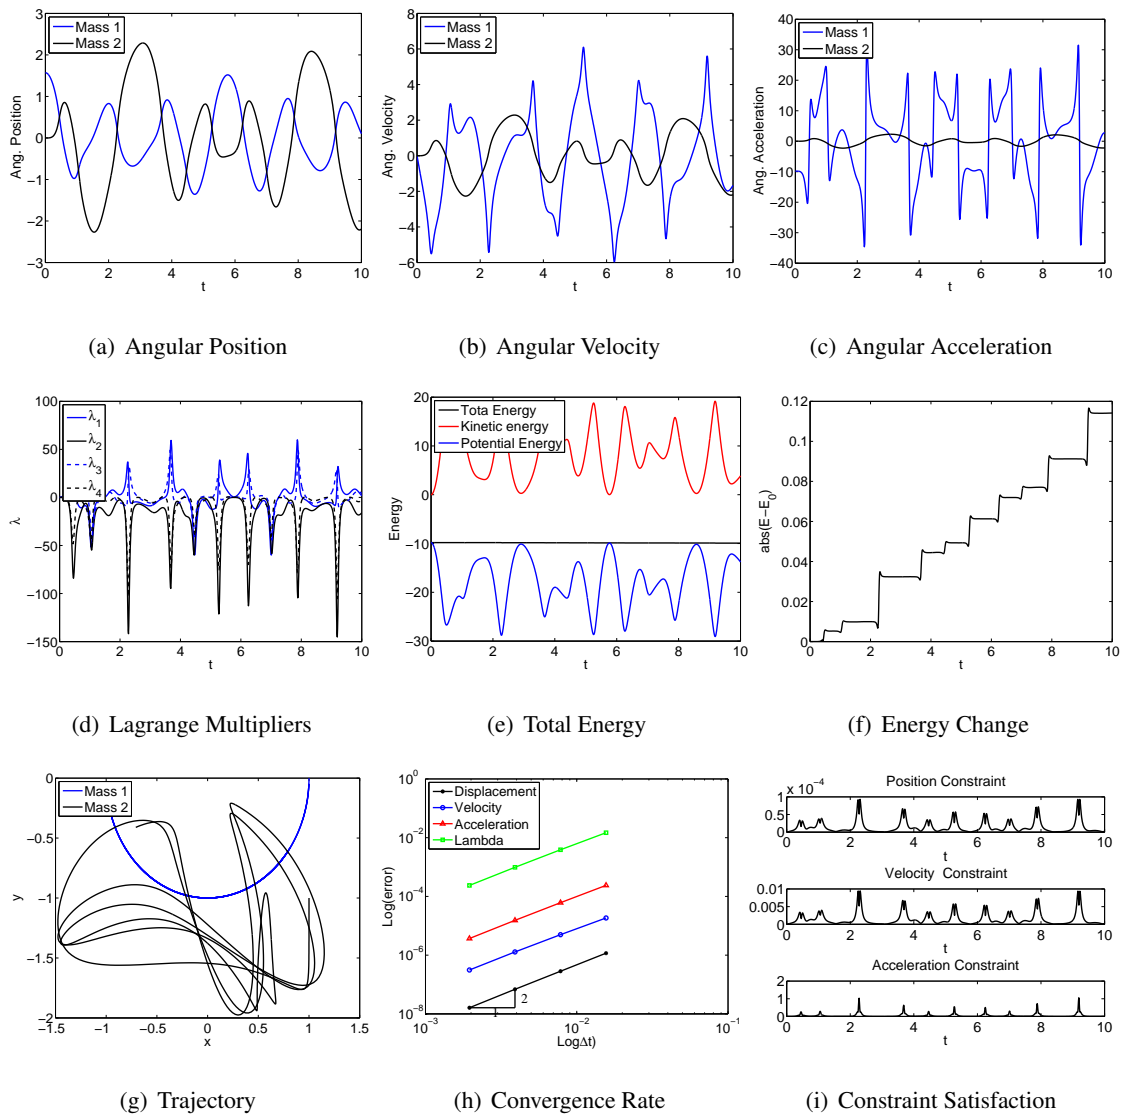 Mass 1
Mass 2
3
2
1
0
−1
−2
−3
0 2 4 6 8 10
Ang. Position
t
(a) Angular Position
Mass 1
Mass 2
8
6
4
2
0
−2
−4
−6
0 2 4 6 8 10
Ang. Velocity
t
(b) Angular Velocity
Mass 1
Mass 2
40
30
20
10
0
−10
−20
−30
−40
0 2 4 6 8 10
Ang. Acceleration
t
(c) Angular Acceleration
λ1
λ2
λ3
λ4
100
50
0
−50
−100
−150
0 2 4 6 8 10
λ
t
(d) Lagrange Multipliers
Tota Energy
Kinetic energy
Potential Energy
20
10
0
−10
−20
−30
0 2 4 6 8 10
Energy
t
(e) Total Energy
0.12
0.08
0.06
0.04
0.02
0
0 2 4 6 8 10
abs(E−E0)
t
(f) Energy Change
Mass 1
Mass 2
0
−0.5
−1
−1.5
−2
−1.5 −1 −0.5 0 0.5 1 1.5
y
x
(g) Trajectory
Displacement
Velocity
Acceleration
Lambda
10^0
10^−2
10^−4
10^−6
10^−8
10^−3 10^−2 10^−1
2
1
Log(error)
LogΔt)
(h) Convergence Rate
Position Constraint
x 10^−4
1
0.5
0
0 2 4 6 8 10
t
Velocity Constraint
0.01
0.005
0
0 2 4 6 8 10
t
Acceleration Constraint
2
1
0
0 2 4 6 8 10
t
(i) Constraint Satisfaction